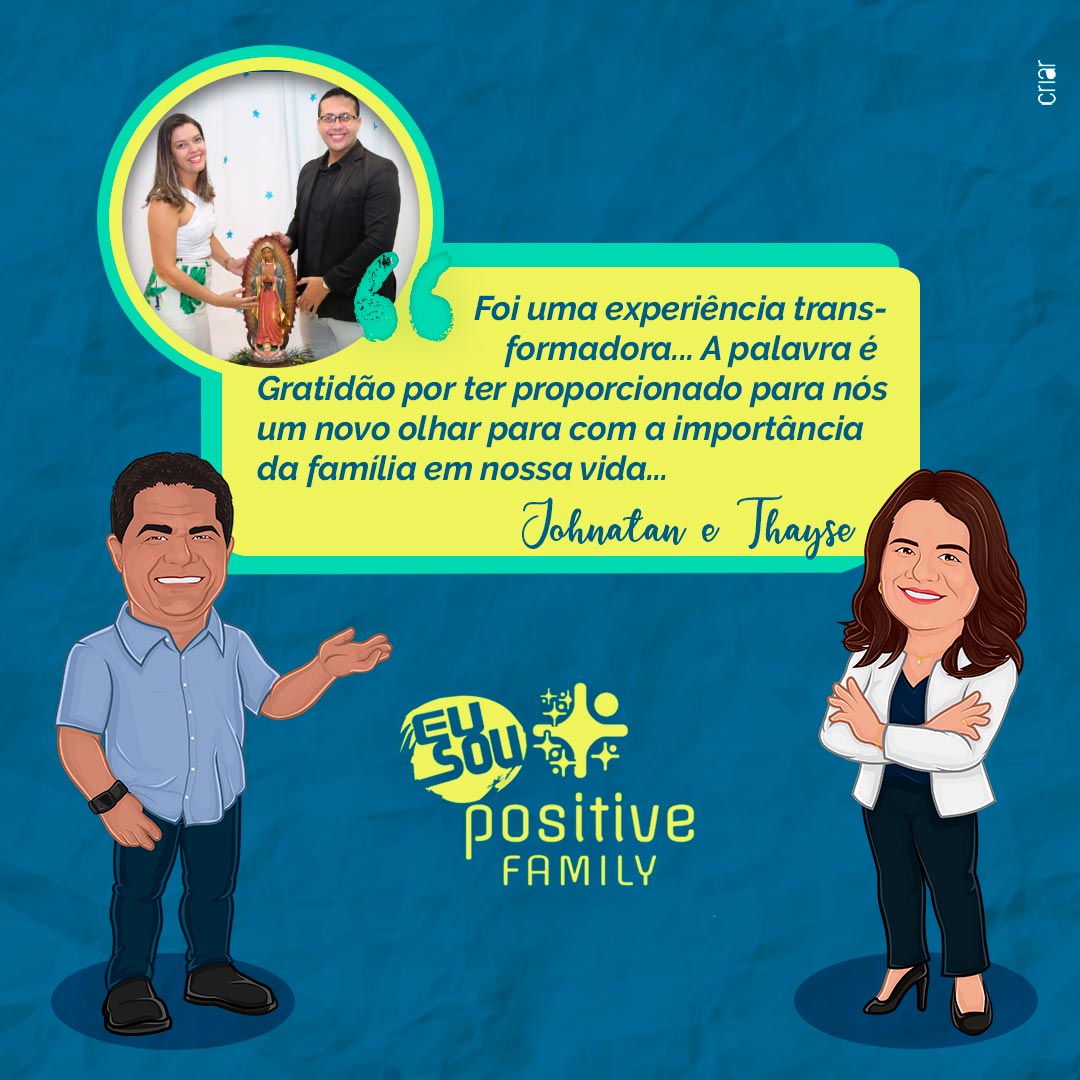 criar
Foi uma experiência trans-
formadora... A palavra é
Gratidão por ter proporcionado para nós
um novo olhar para com a importância
da família em nossa vida...
Johnatan e Thayse
EU
SOU
positive
FAMILY